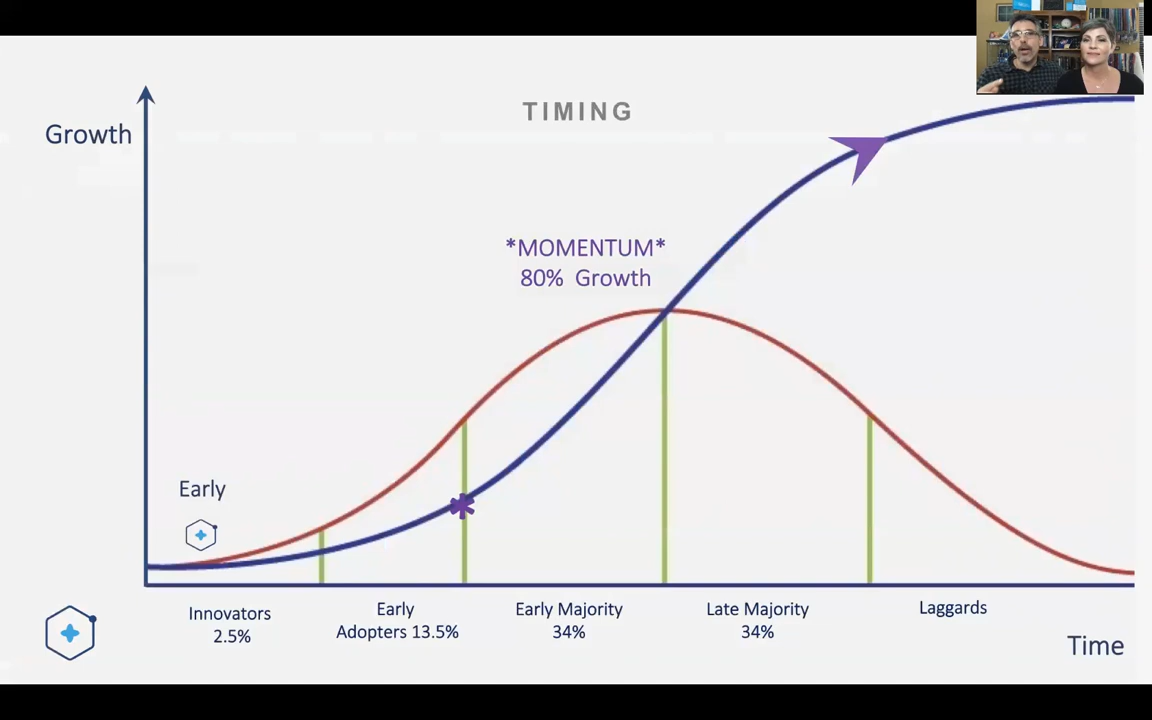 TIMING
Growth
*MOMENTUM*
80% Growth
Early
Innovators
2.5%
Early
Adopters 13.5%
Early Majority
34%
Late Majority
34%
Laggards
Time